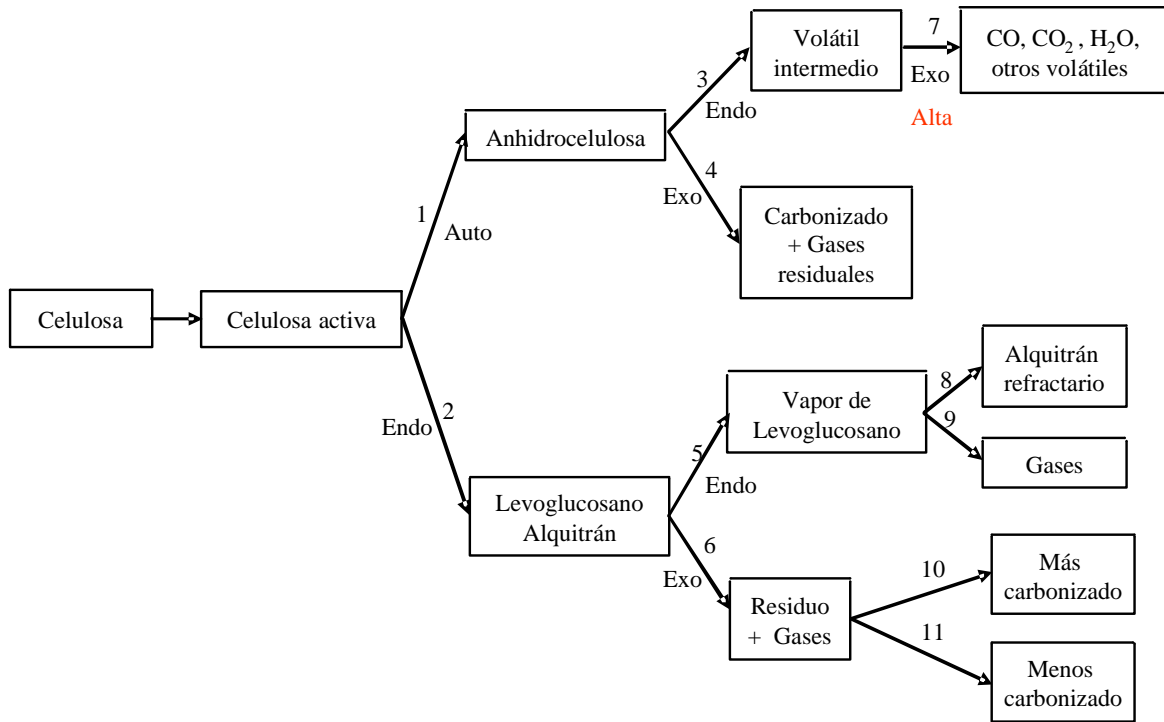 Celulosa
Celulosa activa
1
Auto
2
Endo
Anhidrocelulosa
3
Endo
4
Exo
Volátil
intermedio
7
Exo
Alta
CO, CO₂ , H₂O,
otros volátiles
Carbonizado
+ Gases
residuales
Levoglucosano
Alquitrán
5
Endo
6
Exo
Vapor de
Levoglucosano
8
9
Alquitrán
refractario
Gases
Residuo
+ Gases
10
11
Más
carbonizado
Menos
carbonizado